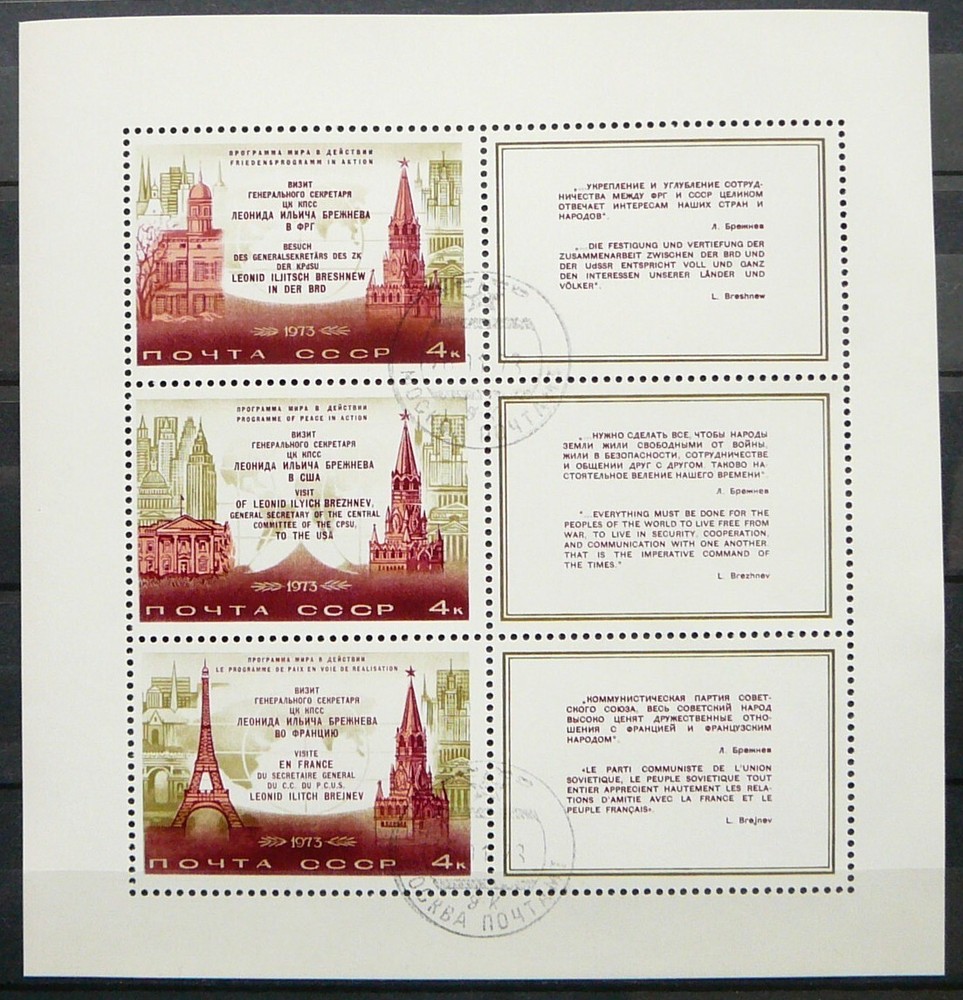 ПРОГРАММА МИРА В ДЕЙСТВИИ
FRIEDENSPROGRAMM IN AKTION
ВИЗИТ
ГЕНЕРАЛЬНОГО СЕКРЕТАРЯ
ЦК КПСС
ЛЕОНИДА ИЛЬИЧА БРЕЖНЕВА
В ФРГ
BESUCH
DES GENERALSEKRETÄRS DES ZK
DER KPdSU
LEONID ILJITSCH BRESHNEW
IN DER BRD
1973
ПОЧТА СССР 4К
„...УКРЕПЛЕНИЕ И УГЛУБЛЕНИЕ СОТРУД-
НИЧЕСТВА МЕЖДУ ФРГ И СССР ЦЕЛИКОМ
ОТВЕЧАЕТ ИНТЕРЕСАМ НАШИХ СТРАН И
НАРОДОВ“.
Л. Брежнев
„...DIE FESTIGUNG UND VERTIEFUNG DER
ZUSAMMENARBEIT ZWISCHEN DER BRD UND
DER UdSSR ENTSPRICHT VOLL UND GANZ
DEN INTERESSEN UNSERER LÄNDER UND
VÖLKER“.
L. Breshnew
ПРОГРАММА МИРА В ДЕЙСТВИИ
PROGRAMME OF PEACE IN ACTION
ВИЗИТ
ГЕНЕРАЛЬНОГО СЕКРЕТАРЯ
ЦК КПСС
ЛЕОНИДА ИЛЬИЧА БРЕЖНЕВА
В США
VISIT
OF LEONID ILYICH BREZHNEV,
GENERAL SECRETARY OF THE CENTRAL
COMMITTEE OF THE CPSU,
TO THE USA
1973
ПОЧТА СССР 4К
„...НУЖНО СДЕЛАТЬ ВСЕ, ЧТОБЫ НАРОДЫ
ЗЕМЛИ ЖИЛИ СВОБОДНЫМИ ОТ ВОЙНЫ,
ЖИЛИ В БЕЗОПАСНОСТИ, СОТРУДНИЧЕСТВЕ
И ОБЩЕНИИ ДРУГ С ДРУГОМ. ТАКОВО НА-
СТОЯТЕЛЬНОЕ ВЕЛЕНИЕ НАШЕГО ВРЕМЕНИ“.
Л. Брежнев
"...EVERYTHING MUST BE DONE FOR THE
PEOPLES OF THE WORLD TO LIVE FREE FROM
WAR, TO LIVE IN SECURITY, COOPERATION,
AND COMMUNICATION WITH ONE ANOTHER.
THAT IS THE IMPERATIVE COMMAND OF
THE TIMES."
L. Brezhnev
ПРОГРАММА МИРА В ДЕЙСТВИИ
LE PROGRAMME DE PAIX EN VOIE DE REALISATION
ВИЗИТ
ГЕНЕРАЛЬНОГО СЕКРЕТАРЯ
ЦК КПСС
ЛЕОНИДА ИЛЬИЧА БРЕЖНЕВА
ВО ФРАНЦИЮ
VISITE
EN FRANCE
DU SECRETAIRE GENERAL
DU C.C. DU P.C.U.S.
LEONID ILITCH BREJNEV
1973
ПОЧТА СССР 4К
„КОММУНИСТИЧЕСКАЯ ПАРТИЯ СОВЕТ-
СКОГО СОЮЗА, ВЕСЬ СОВЕТСКИЙ НАРОД
ВЫСОКО ЦЕНЯТ ДРУЖЕСТВЕННЫЕ ОТНО-
ШЕНИЯ С ФРАНЦИЕЙ И ФРАНЦУЗСКИМ
НАРОДОМ“.
Л. Брежнев
«LE PARTI COMMUNISTE DE L'UNION
SOVIETIQUE, LE PEUPLE SOVIETIQUE TOUT
ENTIER APPRECIENT HAUTEMENT LES RELA-
TIONS D'AMITIE AVEC LA FRANCE ET LE
PEUPLE FRANÇAIS».
L. Brejnev
МОСКВА ПОЧТАМТ
МОСКВА ПОЧТАМТ